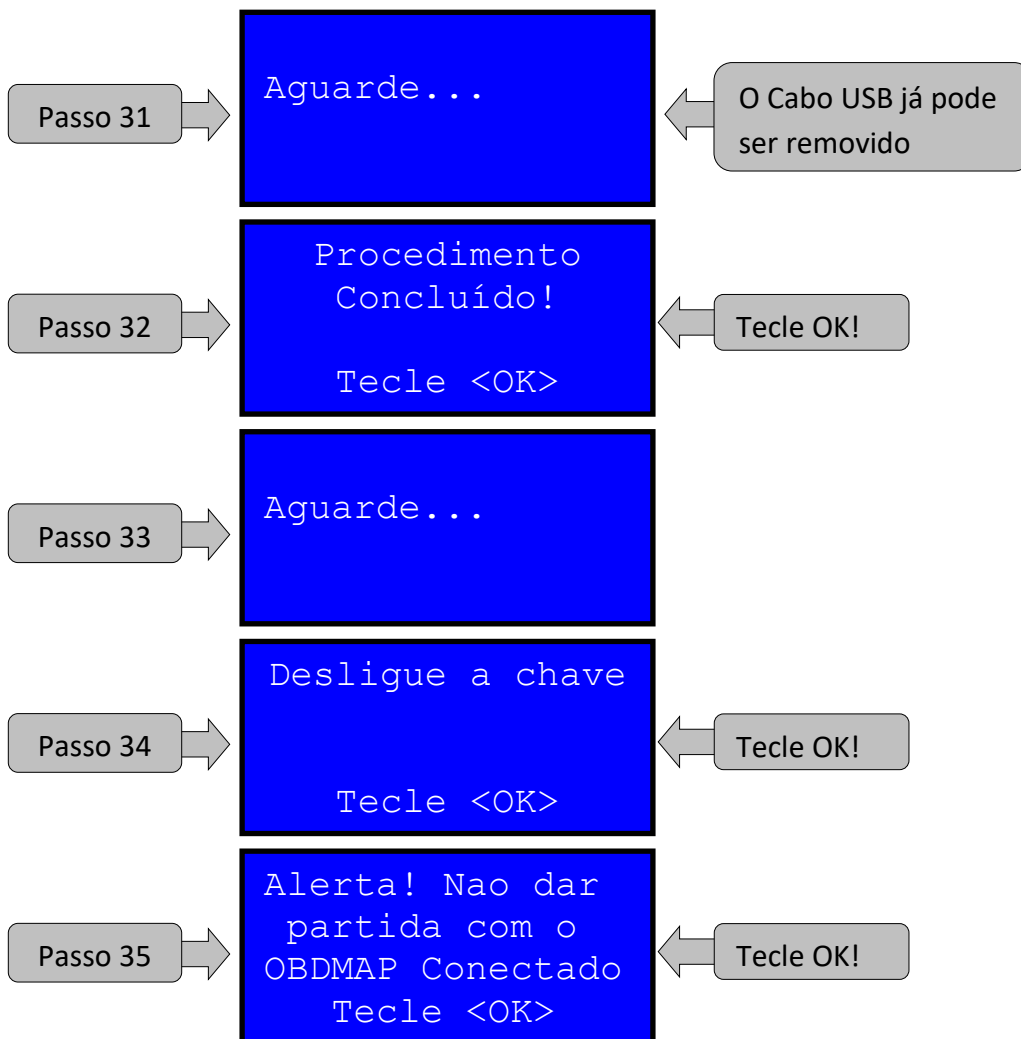 Passo 31
Aguarde...
O Cabo USB já pode
ser removido
Passo 32
Procedimento
Concluído!
Tecle <OK>
Tecle OK!
Passo 33
Aguarde...
Passo 34
Desligue a chave
Tecle <OK>
Tecle OK!
Passo 35
Alerta! Nao dar
partida com o
OBDMAP Conectado
Tecle <OK>
Tecle OK!